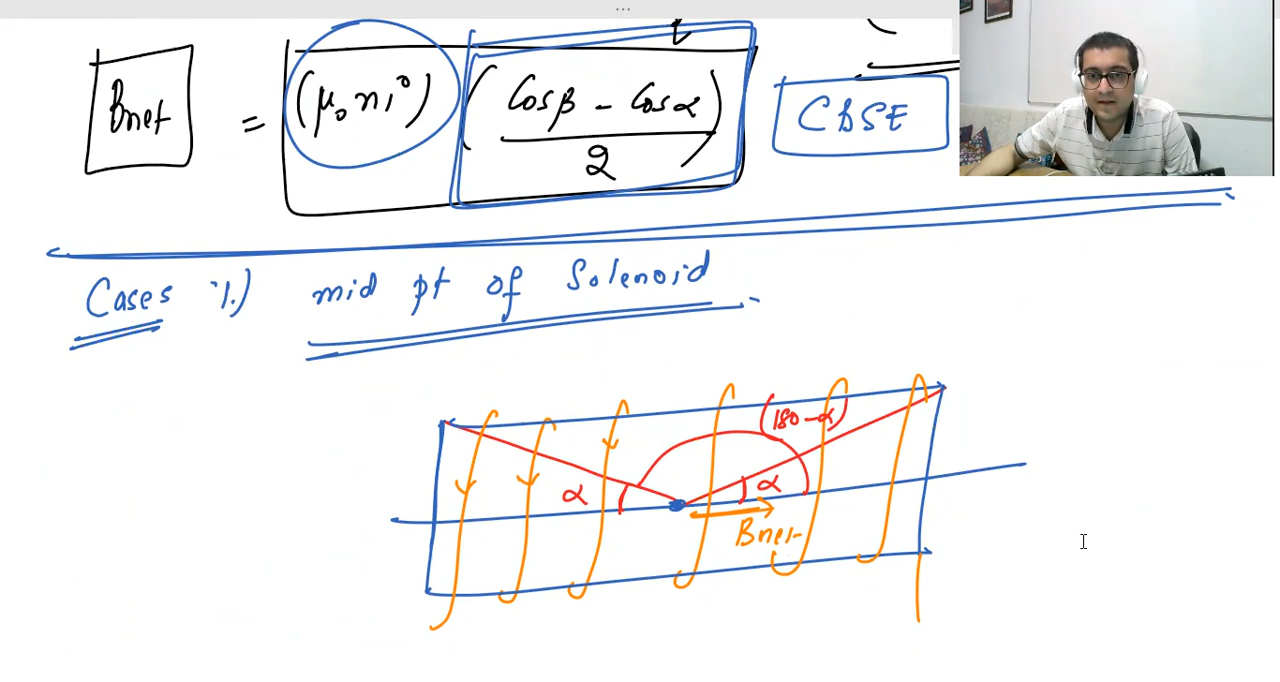 ...
Bnet = (μ₀ni) (Cosβ - Cosα / 2) CBSE
Cases 1.) mid pt of Solenoid
(180-α)
α α
Bnet